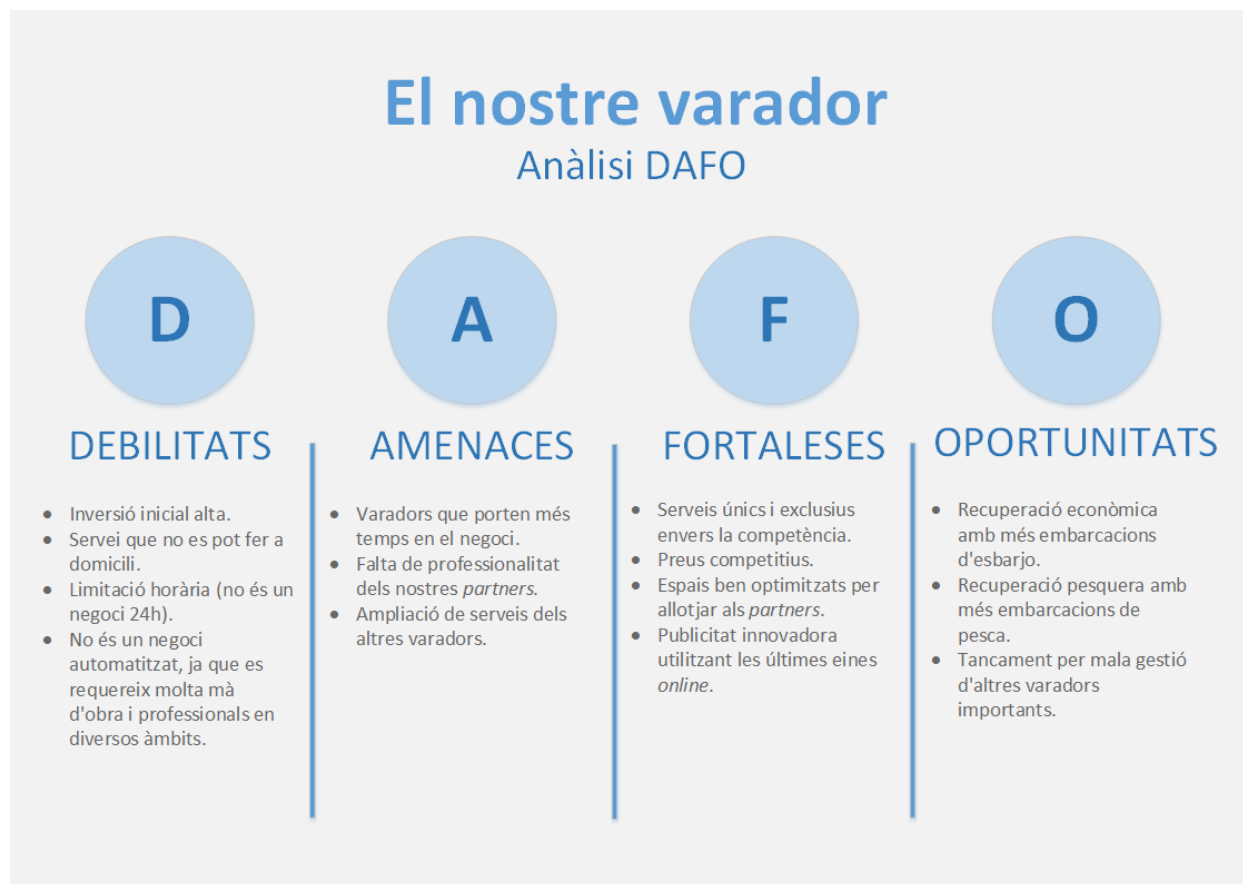 El nostre varador
Anàlisi DAFO
D
A
F
O
DEBILITATS
• Inversió inicial alta.
• Servei que no es pot fer a
domicili.
• Limitació horària (no és un
negoci 24h).
• No és un negoci
automatitzat, ja que es
requereix molta mà
d'obra i professionals en
diversos àmbits.
AMENACES
• Varadors que porten més
temps en el negoci.
• Falta de professionalitat
dels nostres partners.
• Ampliació de serveis dels
altres varadors.
FORTALESES
• Serveis únics i exclusius
envers la competència.
• Preus competitius.
• Espais ben optimitzats per
allotjar als partners.
• Publicitat innovadora
utilitzant les últimes eines
online.
OPORTUNITATS
• Recuperació econòmica
amb més embarcacions
d'esbarjo.
• Recuperació pesquera amb
més embarcacions de
pesca.
• Tancament per mala gestió
d'altres varadors
importants.